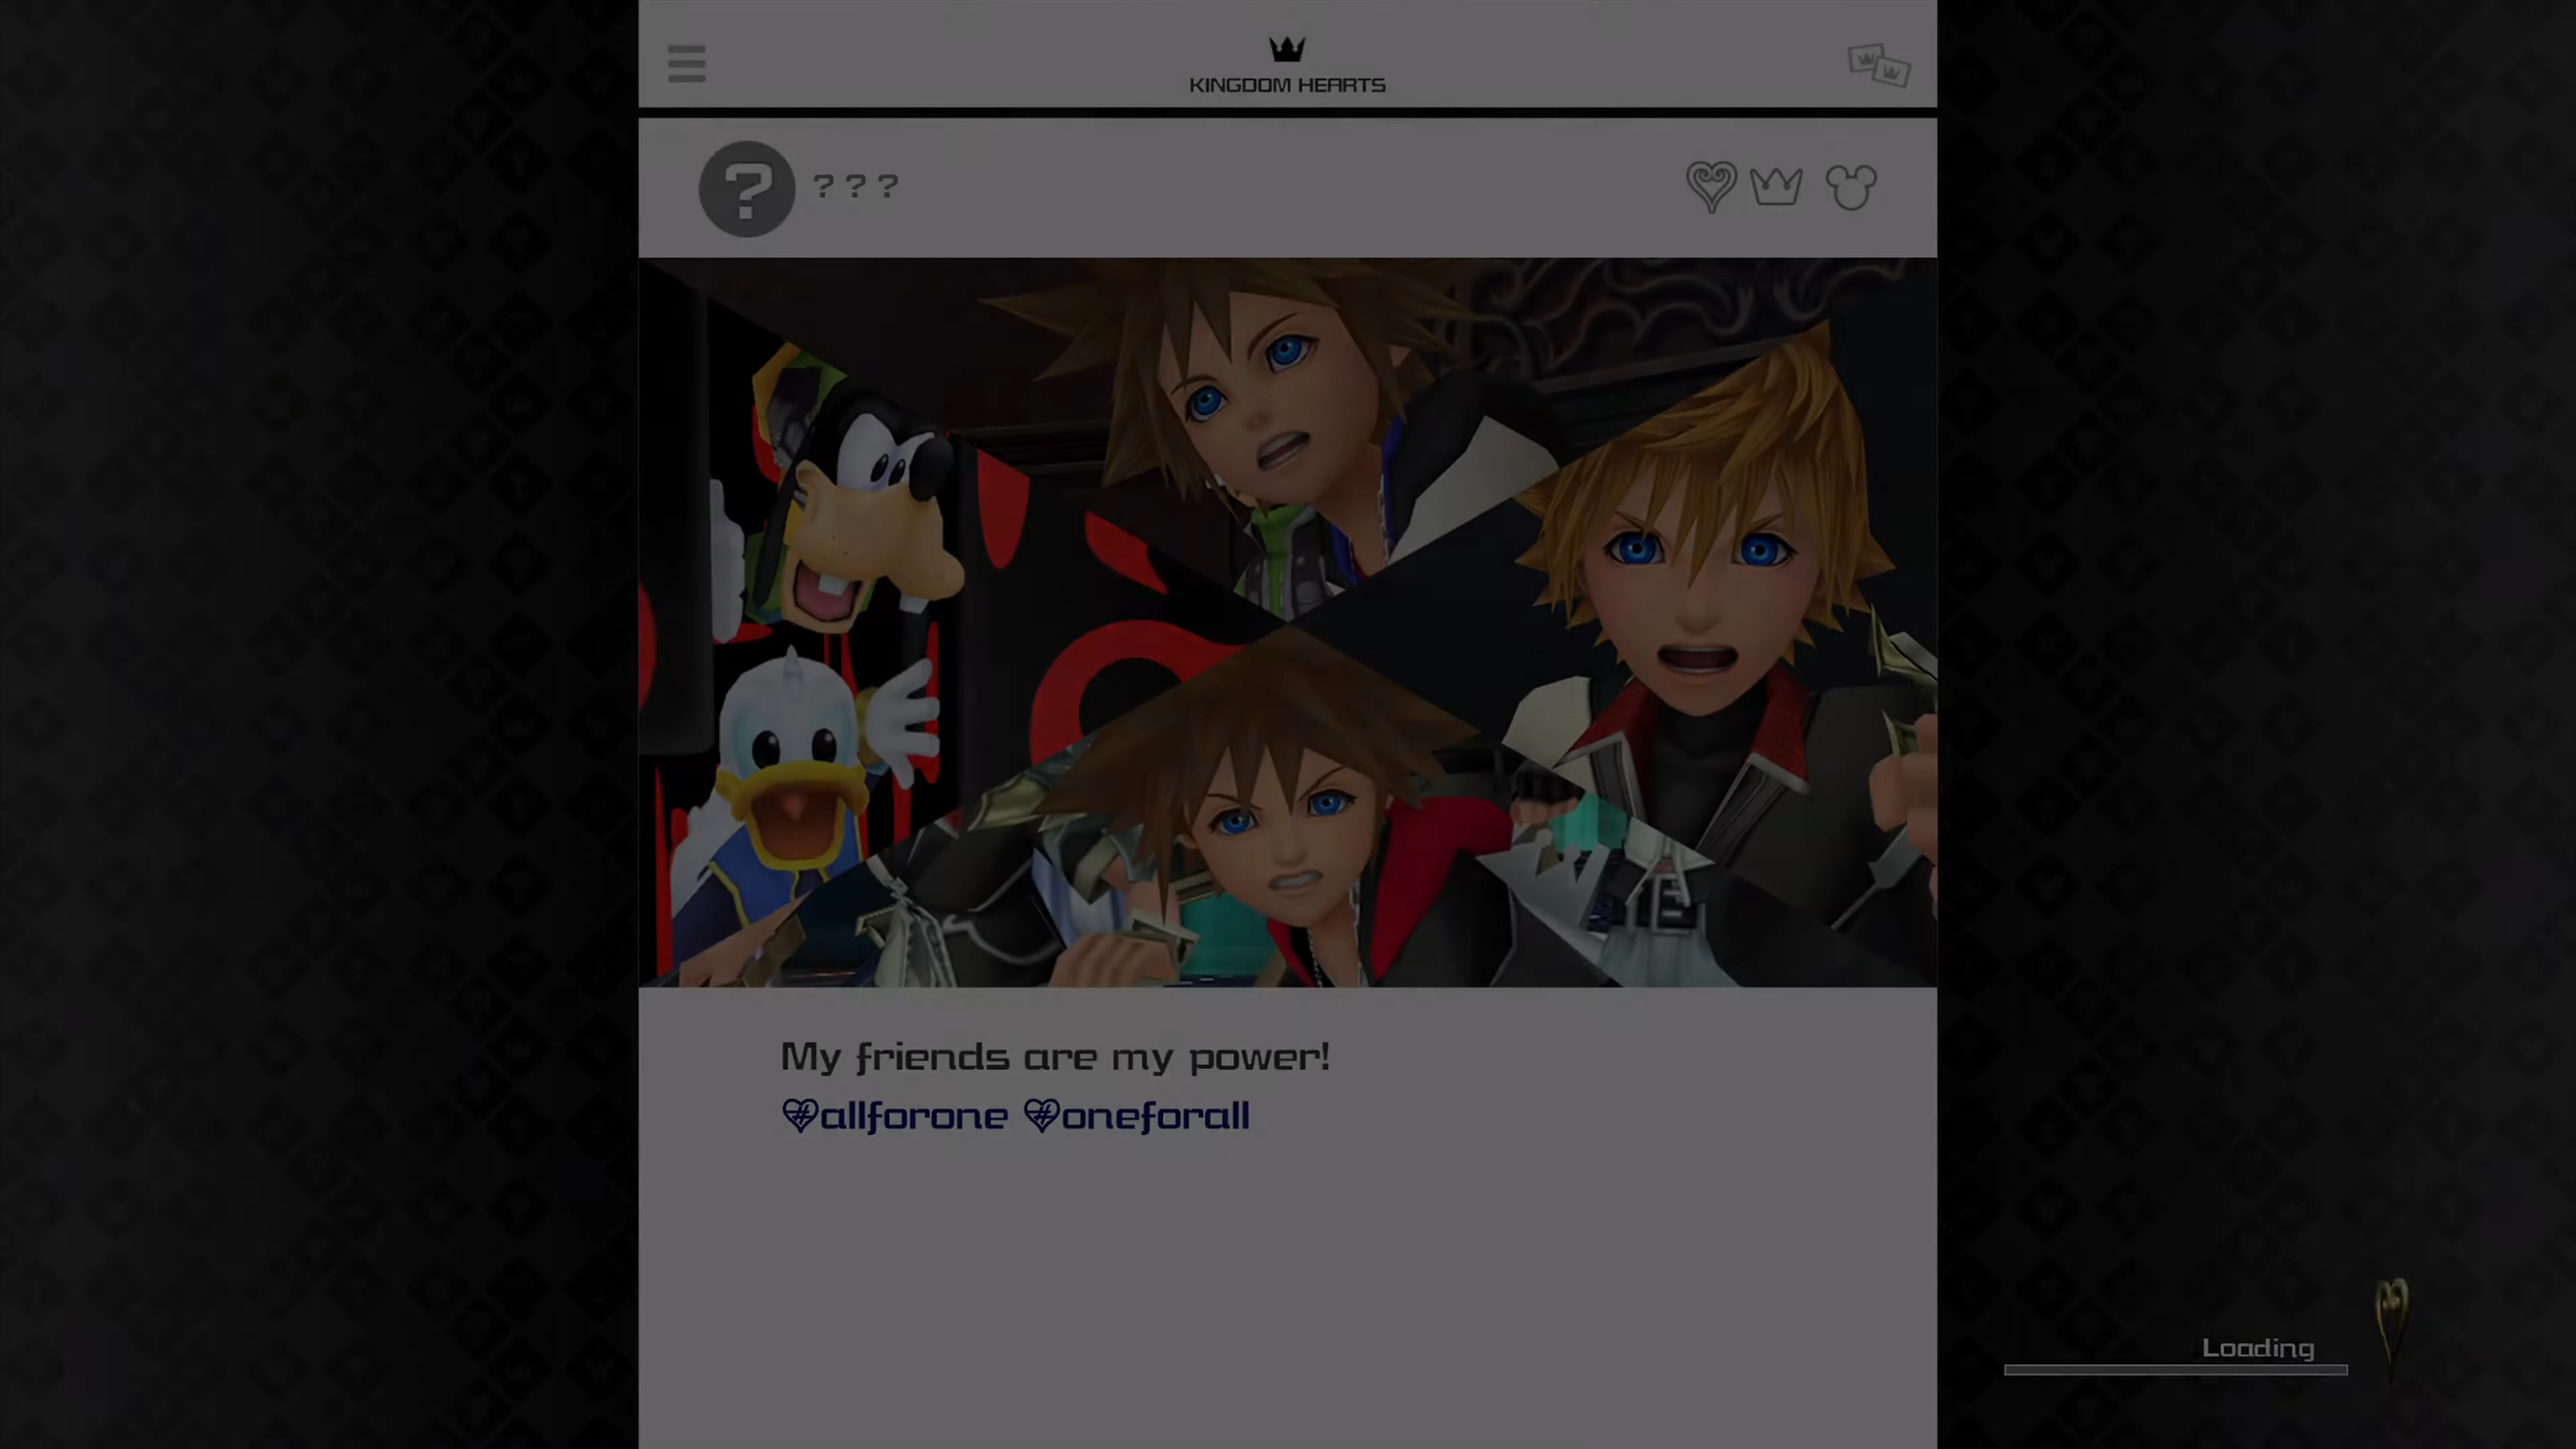 KINGDOM HEARTS
? ? ? ?
My friends are my power!
#allforone #oneforall
Loading